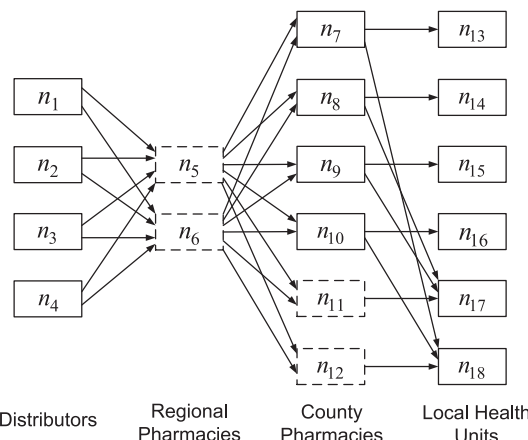 n7
n13
n1
n8
n14
n2
n5
n9
n15
n3
n6
n10
n16
n4
n11
n17
n12
n18
Distributors
Regional
Pharmacies
County
Pharmacies
Local Health
Units